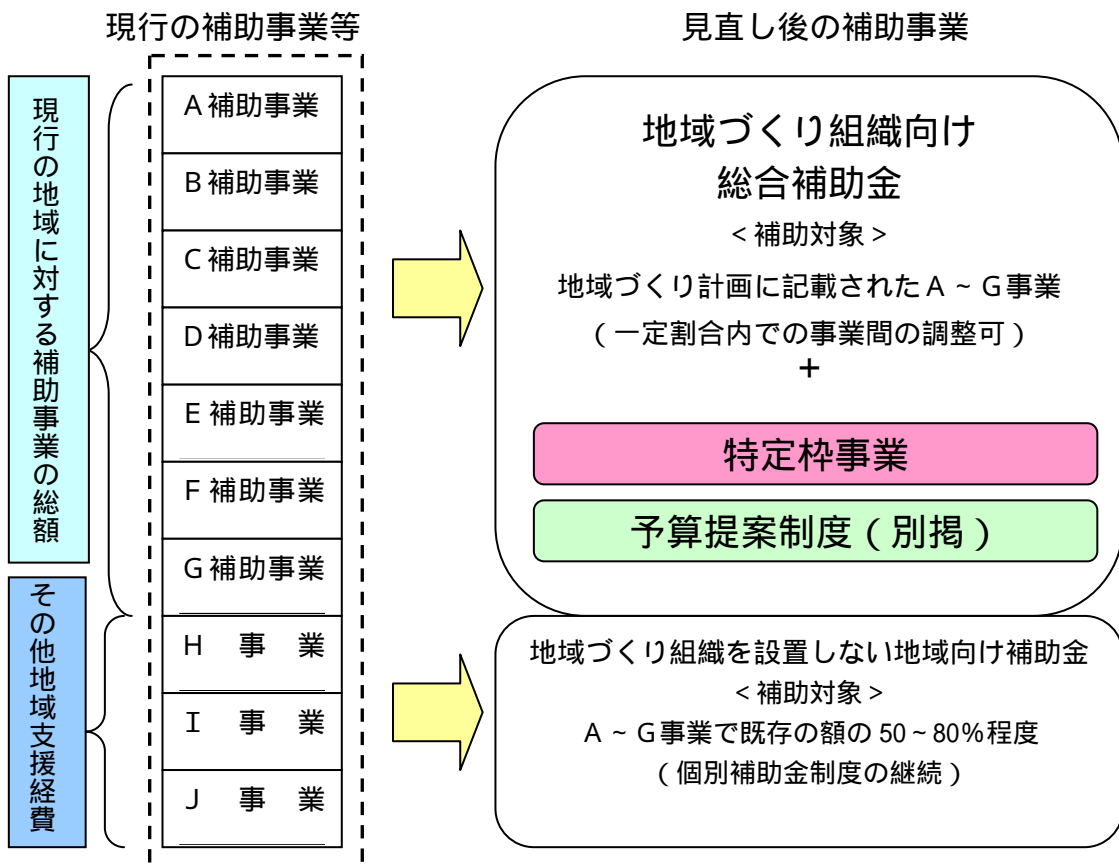 現行の補助事業等
見直し後の補助事業
現行の地域に対する補助事業の総額
その他地域支援経費
A補助事業
B補助事業
C補助事業
D補助事業
E補助事業
F補助事業
G補助事業
H 事 業
I 事 業
J 事 業
地域づくり組織向け
総合補助金
<補助対象>
地域づくり計画に記載されたA~G事業
(一定割合内での事業間の調整可)
+
特定枠事業
予算提案制度(別掲)
地域づくり組織を設置しない地域向け補助金
<補助対象>
A~G事業で既存の額の50~80%程度
(個別補助金制度の継続)